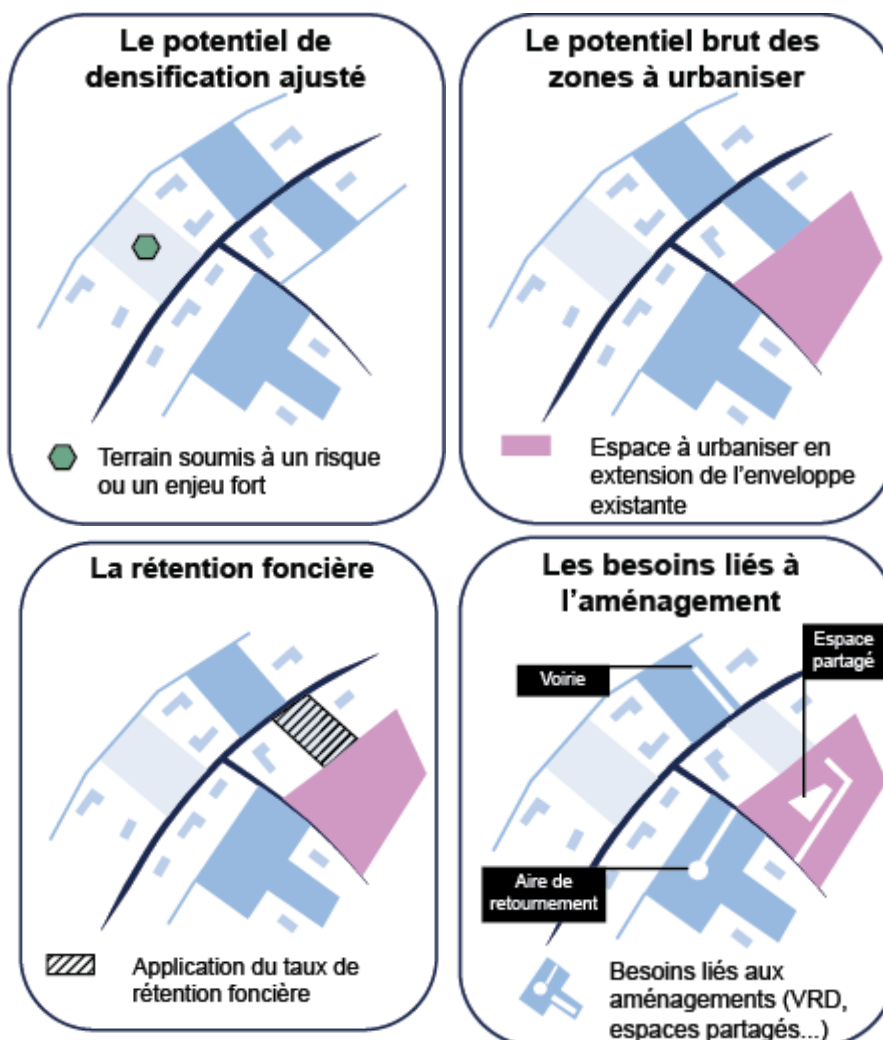 Le potentiel de
densification ajusté
Terrain soumis à un risque
ou un enjeu fort
Le potentiel brut des
zones à urbaniser
Espace à urbaniser en
extension de l'enveloppe
existante
La rétention foncière
Application du taux de
rétention foncière
Les besoins liés à
l'aménagement
Espace
partagé
Voirie
Aire de
retournement
Besoins liés aux
aménagements (VRD,
espaces partagés...)